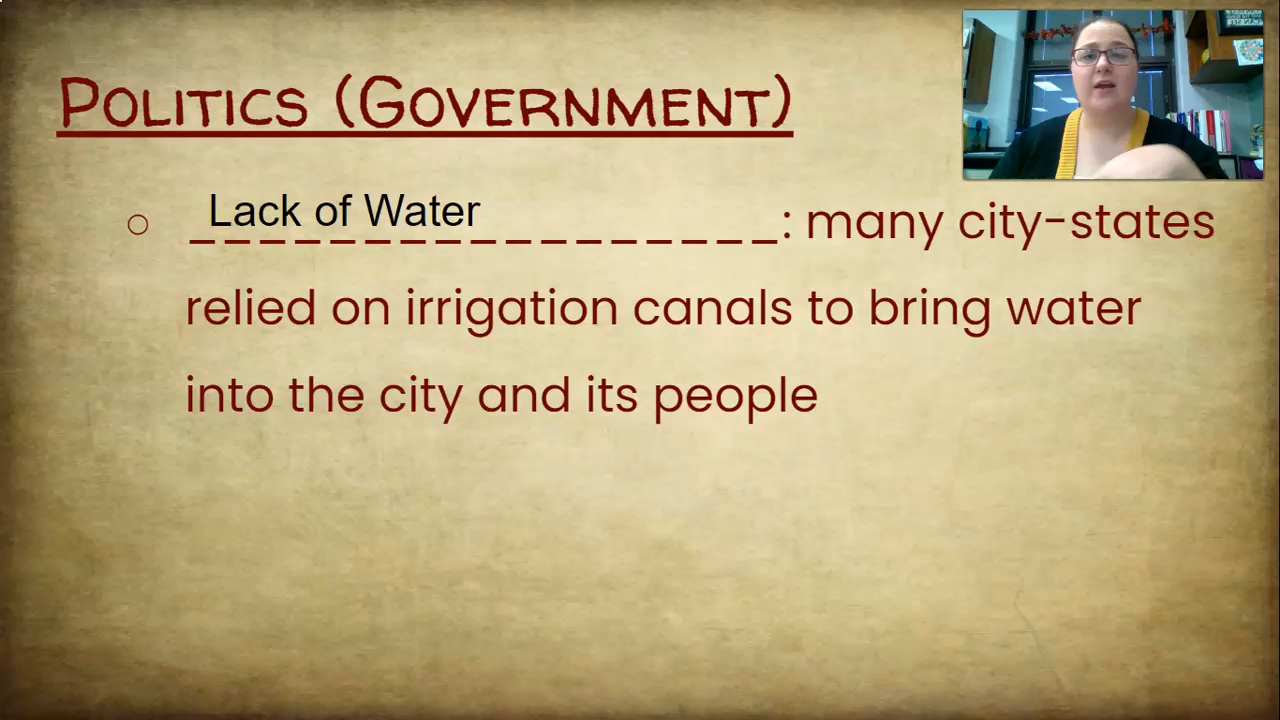 Politics (Government)
○ Lack of Water_________________: many city-states
relied on irrigation canals to bring water
into the city and its people